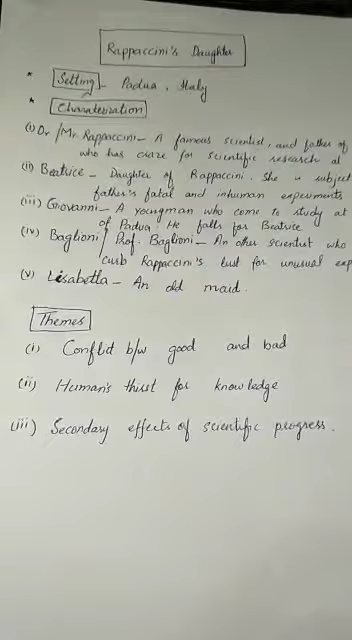 Rappaccini's Daughter
* Setting - Padua, Italy
* Charaterization
(i) Dr/Mr. Rappaccini - A famous scientist, and father of
who has craze for scientific research at
(ii) Beatrice - Daughter of Rappaccini. She is subject
father's fatal and inhuman experiments
(iii) Giovanni - A youngman who come to study at
of Padua. He falls for Beatrice
(iv) Baglioni / Prof. Baglioni - An other scientist who
curb Rappaccini's lust for unusual exp
(v) Lisabetla - An old maid.
Themes
(i) Conflict b/w good and bad
(ii) Human's thrust for knowledge
(iii) Secondary effects of scientific progress.